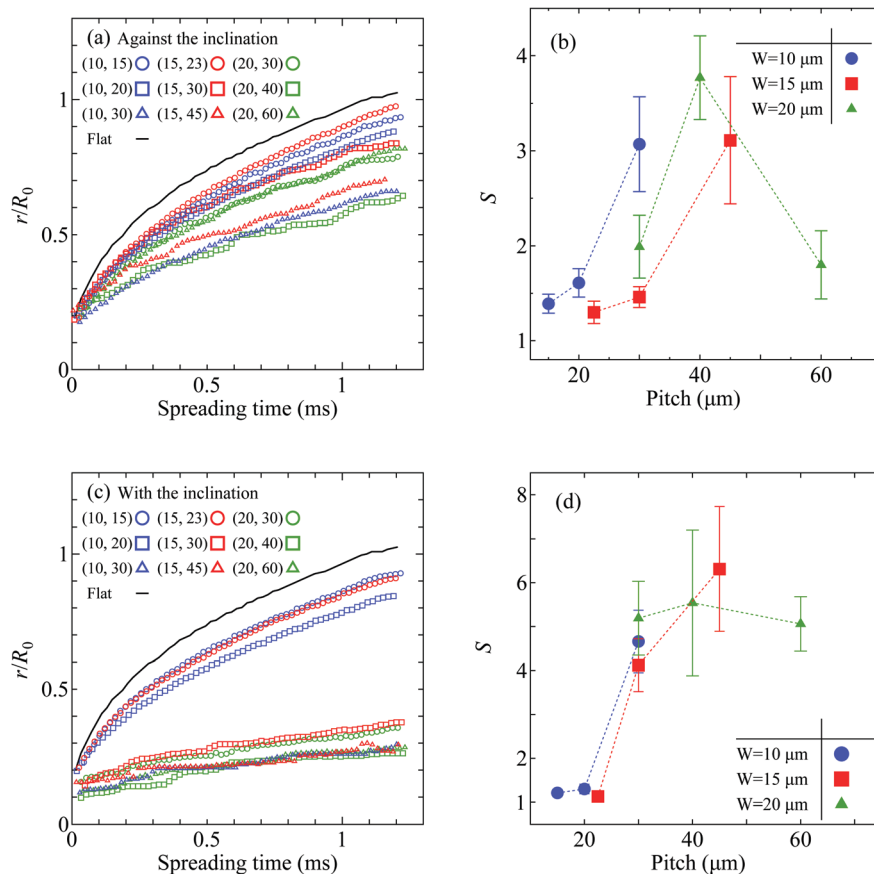 (a) Against the inclination
(10, 15) (15, 23) (20, 30)
(10, 20) (15, 30) (20, 40)
(10, 30) (15, 45) (20, 60)
Flat
1
0.5
0
r/R0
0 0.5 1
Spreading time (ms)
(b)
W=10 μm
W=15 μm
W=20 μm
4
3
2
1
S
20 40 60
Pitch (μm)
(c) With the inclination
(10, 15) (15, 23) (20, 30)
(10, 20) (15, 30) (20, 40)
(10, 30) (15, 45) (20, 60)
Flat
1
0.5
0
r/R0
0 0.5 1
Spreading time (ms)
(d)
8
6
4
2
1
S
W=10 μm
W=15 μm
W=20 μm
20 40 60
Pitch (μm)